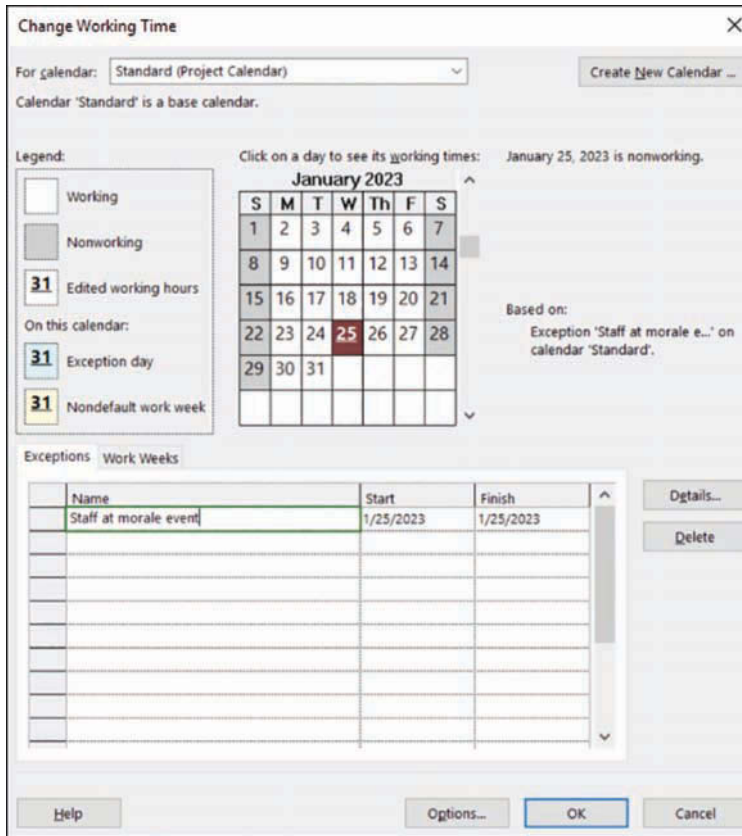 Change Working Time
For calendar: Standard (Project Calendar) Create New Calendar ...
Calendar 'Standard' is a base calendar.
Legend: Click on a day to see its working times: January 25, 2023 is nonworking.
Working
Nonworking
31 Edited working hours
On this calendar:
31 Exception day
31 Nondefault work week
January 2023
S M T W Th F S
1 2 3 4 5 6 7
8 9 10 11 12 13 14
15 16 17 18 19 20 21
22 23 24 25 26 27 28
29 30 31
Based on:
Exception 'Staff at morale e...' on
calendar 'Standard'.
Exceptions Work Weeks
Name Start Finish
Staff at morale event 1/25/2023 1/25/2023
Details...
Delete
Help Options... OK Cancel